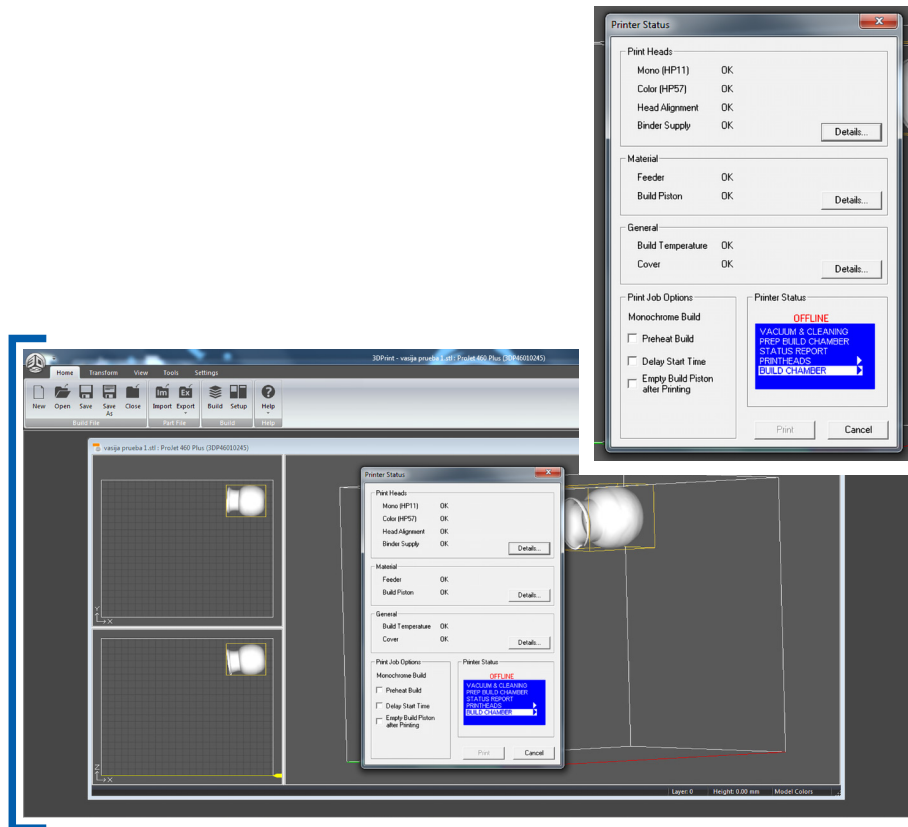 Printer Status
Print Heads
Mono (HP11) OK
Color (HP57) OK
Head Alignment OK
Binder Supply OK
Details...
Material
Feeder OK
Build Piston OK
Details...
General
Build Temperature OK
Cover OK
Details...
Print Job Options
Monochrome Build
Preheat Build
Delay Start Time
Empty Build Piston
after Printing
Printer Status
OFFLINE
VACUUM & CLEANING
PREP BUILD CHAMBER
STATUS REPORT
PRINTHEADS
BUILD CHAMBER
Print Cancel
3DPrint - vasija prueba 1.stl : ProJet 460 Plus (3DP46010245)
Home Transform View Tools Settings
New Open Save Save As Close Import Export Build Setup Help
Build File Part File Build Help
vasija prueba 1.stl : ProJet 460 Plus (3DP46010245)
Y
X
Z
X
Printer Status
Print Heads
Mono (HP11) OK
Color (HP57) OK
Head Alignment OK
Binder Supply OK
Details...
Material
Feeder OK
Build Piston OK
Details...
General
Build Temperature OK
Cover OK
Details...
Print Job Options
Monochrome Build
Preheat Build
Delay Start Time
Empty Build Piston
after Printing
Printer Status
OFFLINE
VACUUM & CLEANING
PREP BUILD CHAMBER
STATUS REPORT
PRINTHEADS
BUILD CHAMBER
Print Cancel
Layer: 0 Height: 0.00 mm Model Colors